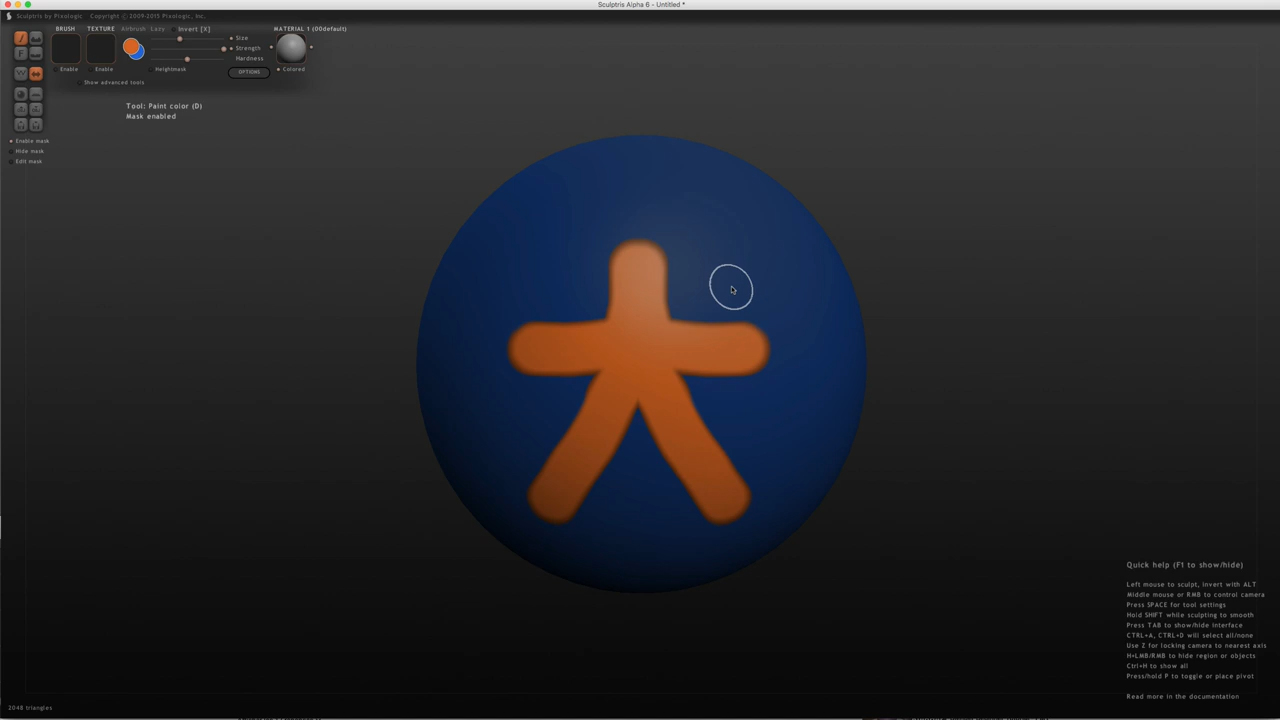 Sculptris Alpha 6 - Untitled *
Sculptris by Pixologic Copyright © 2009-2015 Pixologic, Inc.
BRUSH TEXTURE Airbrush Lazy Invert [X] MATERIAL 1 (00default)
Size
Strength
Hardness
Enable Enable Heightmask OPTIONS Colored
Show advanced tools
Tool: Paint color (D)
Mask enabled
Enable mask
Hide mask
Edit mask
Quick help (F1 to show/hide)
Left mouse to sculpt, invert with ALT
Middle mouse or RMB to control camera
Press SPACE for tool settings
Hold SHIFT while sculpting to smooth
Press TAB to show/hide interface
CTRL+A, CTRL+D will select all/none
Use Z for locking camera to nearest axis
H+LMB/RMB to hide region or objects
Ctrl+H to show all
Press/hold P to toggle or place pivot
Read more in the documentation
2048 triangles